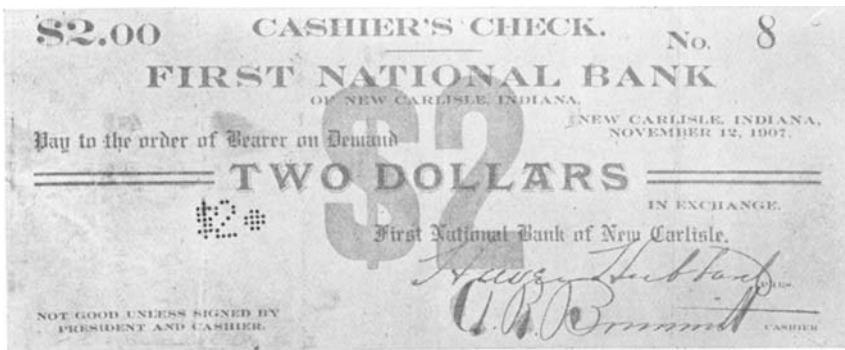 $2.00 CASHIER'S CHECK. No. 8
FIRST NATIONAL BANK
OF NEW CARLISLE, INDIANA,
NEW CARLISLE, INDIANA,
NOVEMBER 12, 1907.
Pay to the order of Bearer on Demand
$2
TWO DOLLARS
IN EXCHANGE.
$2
First National Bank of New Carlisle,
Hubbard PRES.
NOT GOOD UNLESS SIGNED BY
PRESIDENT AND CASHIER.
CASHIER